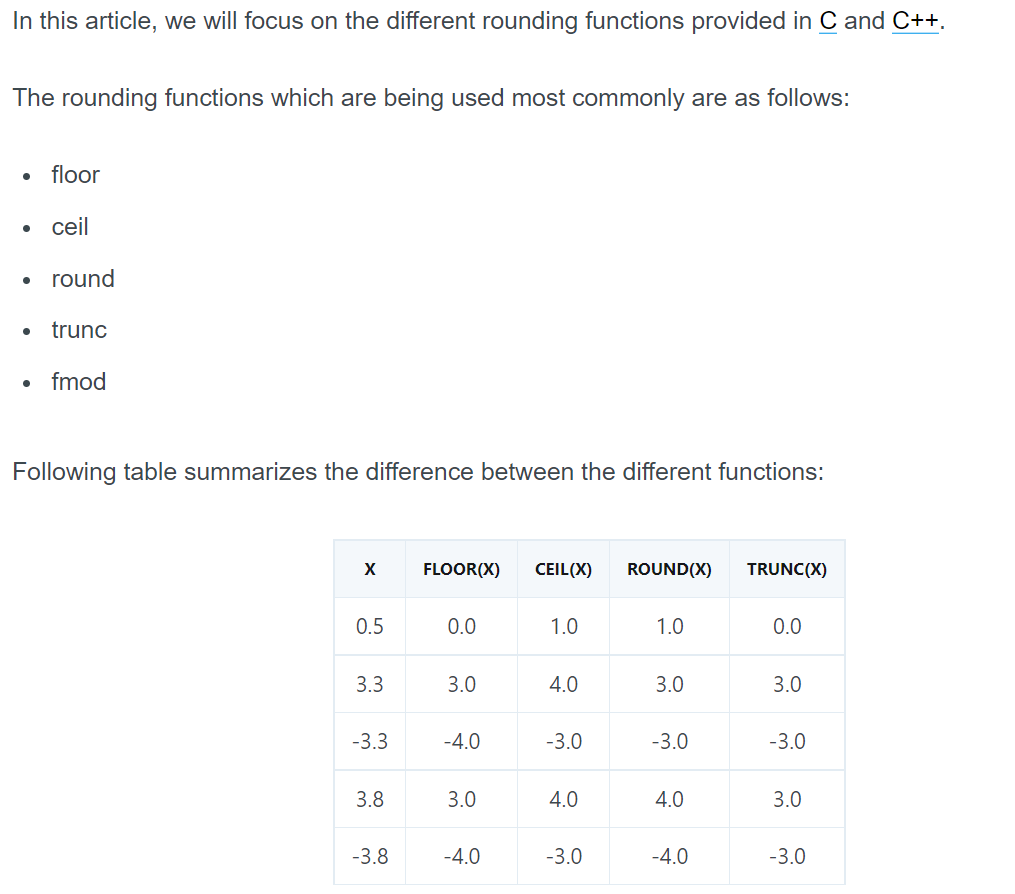 In this article, we will focus on the different rounding functions provided in C and C++.
The rounding functions which are being used most commonly are as follows:
• floor
• ceil
• round
• trunc
• fmod
Following table summarizes the difference between the different functions:
X FLOOR(X) CEIL(X) ROUND(X) TRUNC(X)
0.5 0.0 1.0 1.0 0.0
3.3 3.0 4.0 3.0 3.0
-3.3 -4.0 -3.0 -3.0 -3.0
3.8 3.0 4.0 4.0 3.0
-3.8 -4.0 -3.0 -4.0 -3.0